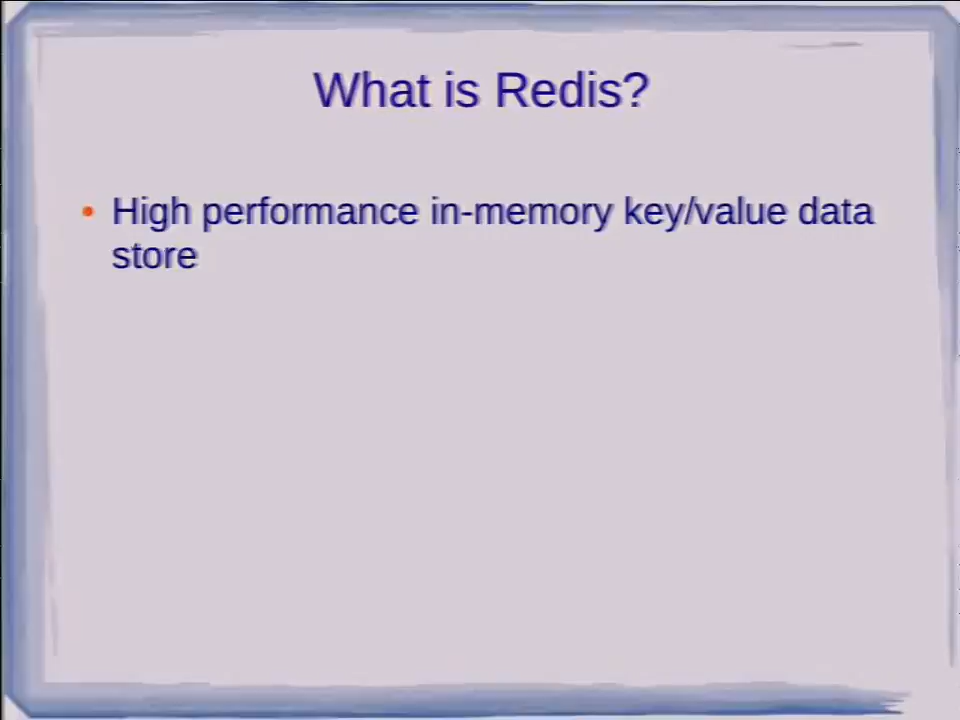 What is Redis?
• High performance in-memory key/value data
store